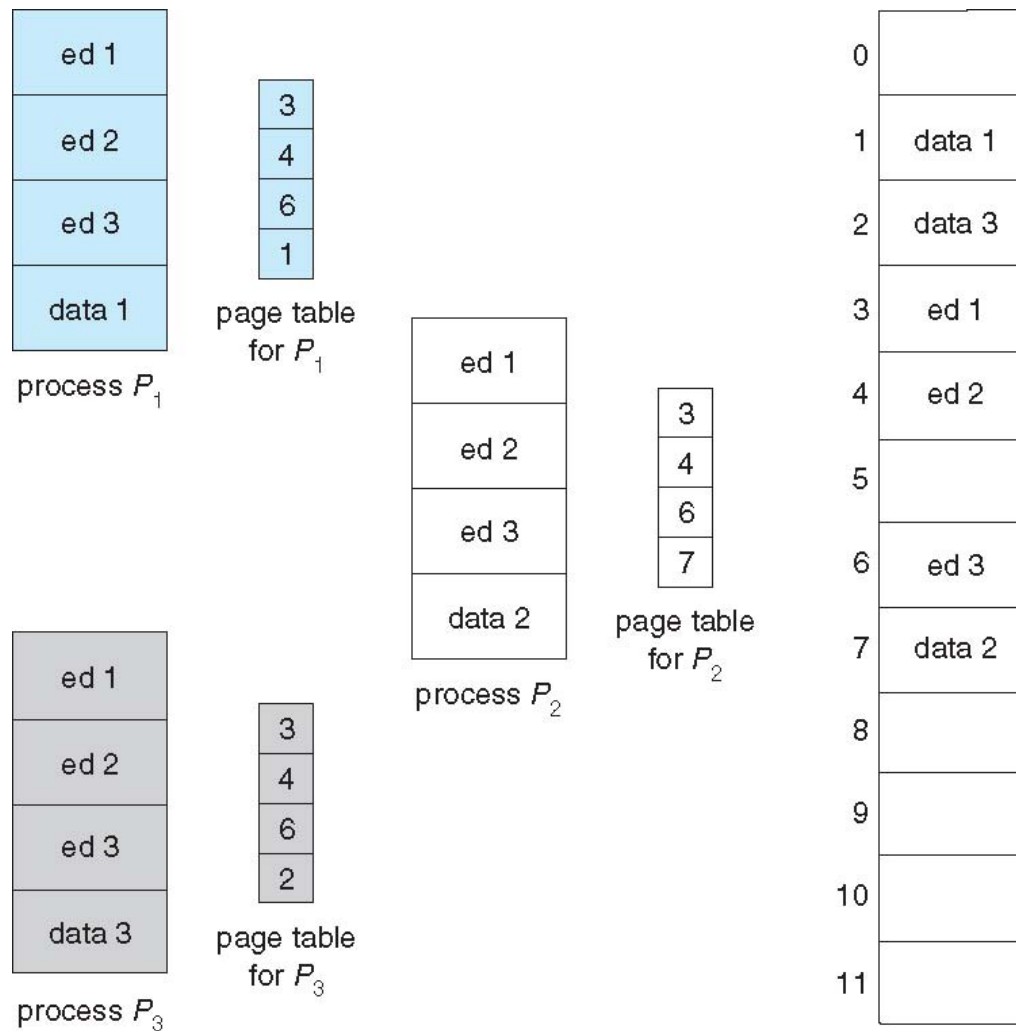 ed 1
ed 2
ed 3
data 1
process P1
3
4
6
1
page table
for P1
ed 1
ed 2
ed 3
data 2
process P2
3
4
6
7
page table
for P2
ed 1
ed 2
ed 3
data 3
process P3
3
4
6
2
page table
for P3
0
1 data 1
2 data 3
3 ed 1
4 ed 2
5
6 ed 3
7 data 2
8
9
10
11